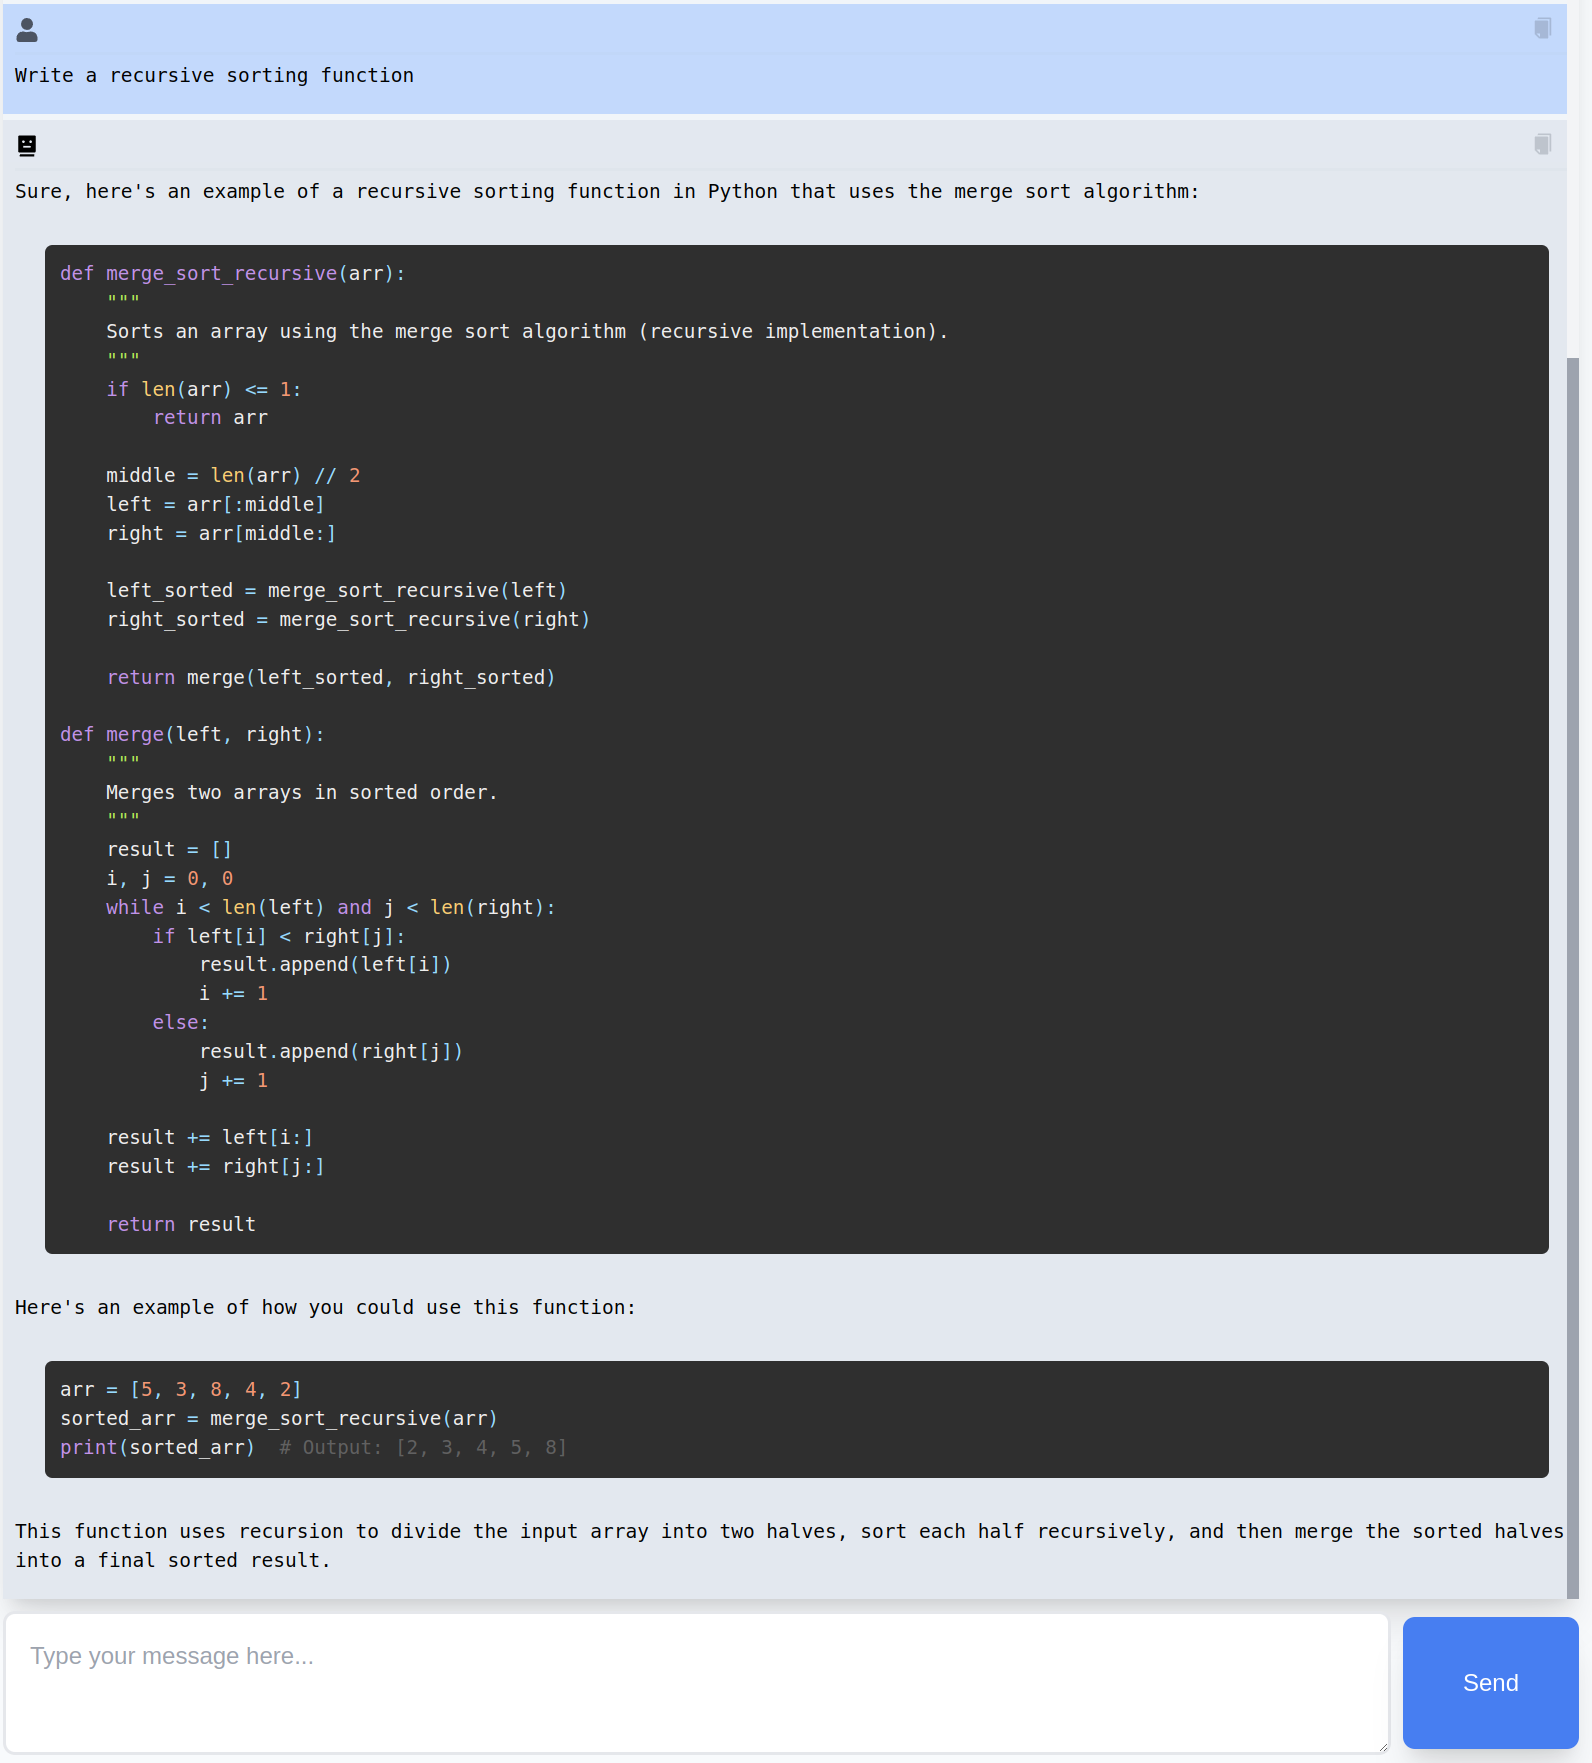 Write a recursive sorting function
Sure, here's an example of a recursive sorting function in Python that uses the merge sort algorithm:
def merge_sort_recursive(arr):
    """
    Sorts an array using the merge sort algorithm (recursive implementation).
    """
    if len(arr) <= 1:
        return arr

    middle = len(arr) // 2
    left = arr[:middle]
    right = arr[middle:]

    left_sorted = merge_sort_recursive(left)
    right_sorted = merge_sort_recursive(right)

    return merge(left_sorted, right_sorted)

def merge(left, right):
    """
    Merges two arrays in sorted order.
    """
    result = []
    i, j = 0, 0
    while i < len(left) and j < len(right):
        if left[i] < right[j]:
            result.append(left[i])
            i += 1
        else:
            result.append(right[j])
            j += 1

    result += left[i:]
    result += right[j:]

    return result
Here's an example of how you could use this function:
arr = [5, 3, 8, 4, 2]
sorted_arr = merge_sort_recursive(arr)
print(sorted_arr)  # Output: [2, 3, 4, 5, 8]
This function uses recursion to divide the input array into two halves, sort each half recursively, and then merge the sorted halves
into a final sorted result.
Type your message here...
Send